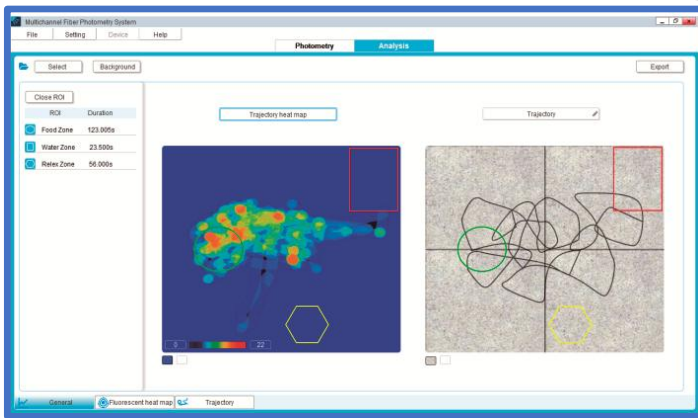 Multichannel Fiber Photometry System
File Setting Device Help
Photometry Analysis
Select Background Export
Close ROI
ROI Duration
Food Zone 123.005s
Water Zone 23.500s
Relex Zone 56.000s
Trajectory heat map Trajectory
0 22
General Fluorescent heat map Trajectory